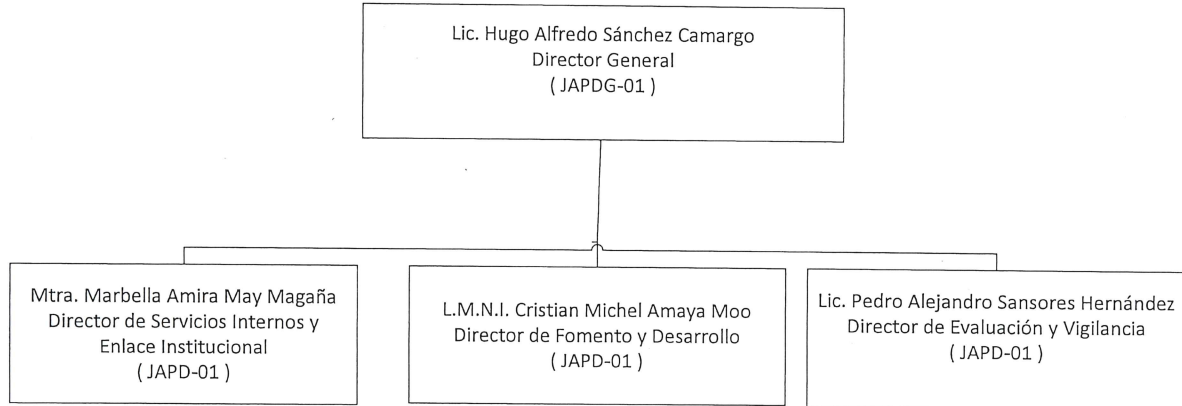 Lic. Hugo Alfredo Sánchez Camargo
Director General
( JAPDG-01 )
Mtra. Marbella Amira May Magaña
Director de Servicios Internos y
Enlace Institucional
( JAPD-01 )
L.M.N.I. Cristian Michel Amaya Moo
Director de Fomento y Desarrollo
( JAPD-01 )
Lic. Pedro Alejandro Sansores Hernández
Director de Evaluación y Vigilancia
( JAPD-01 )